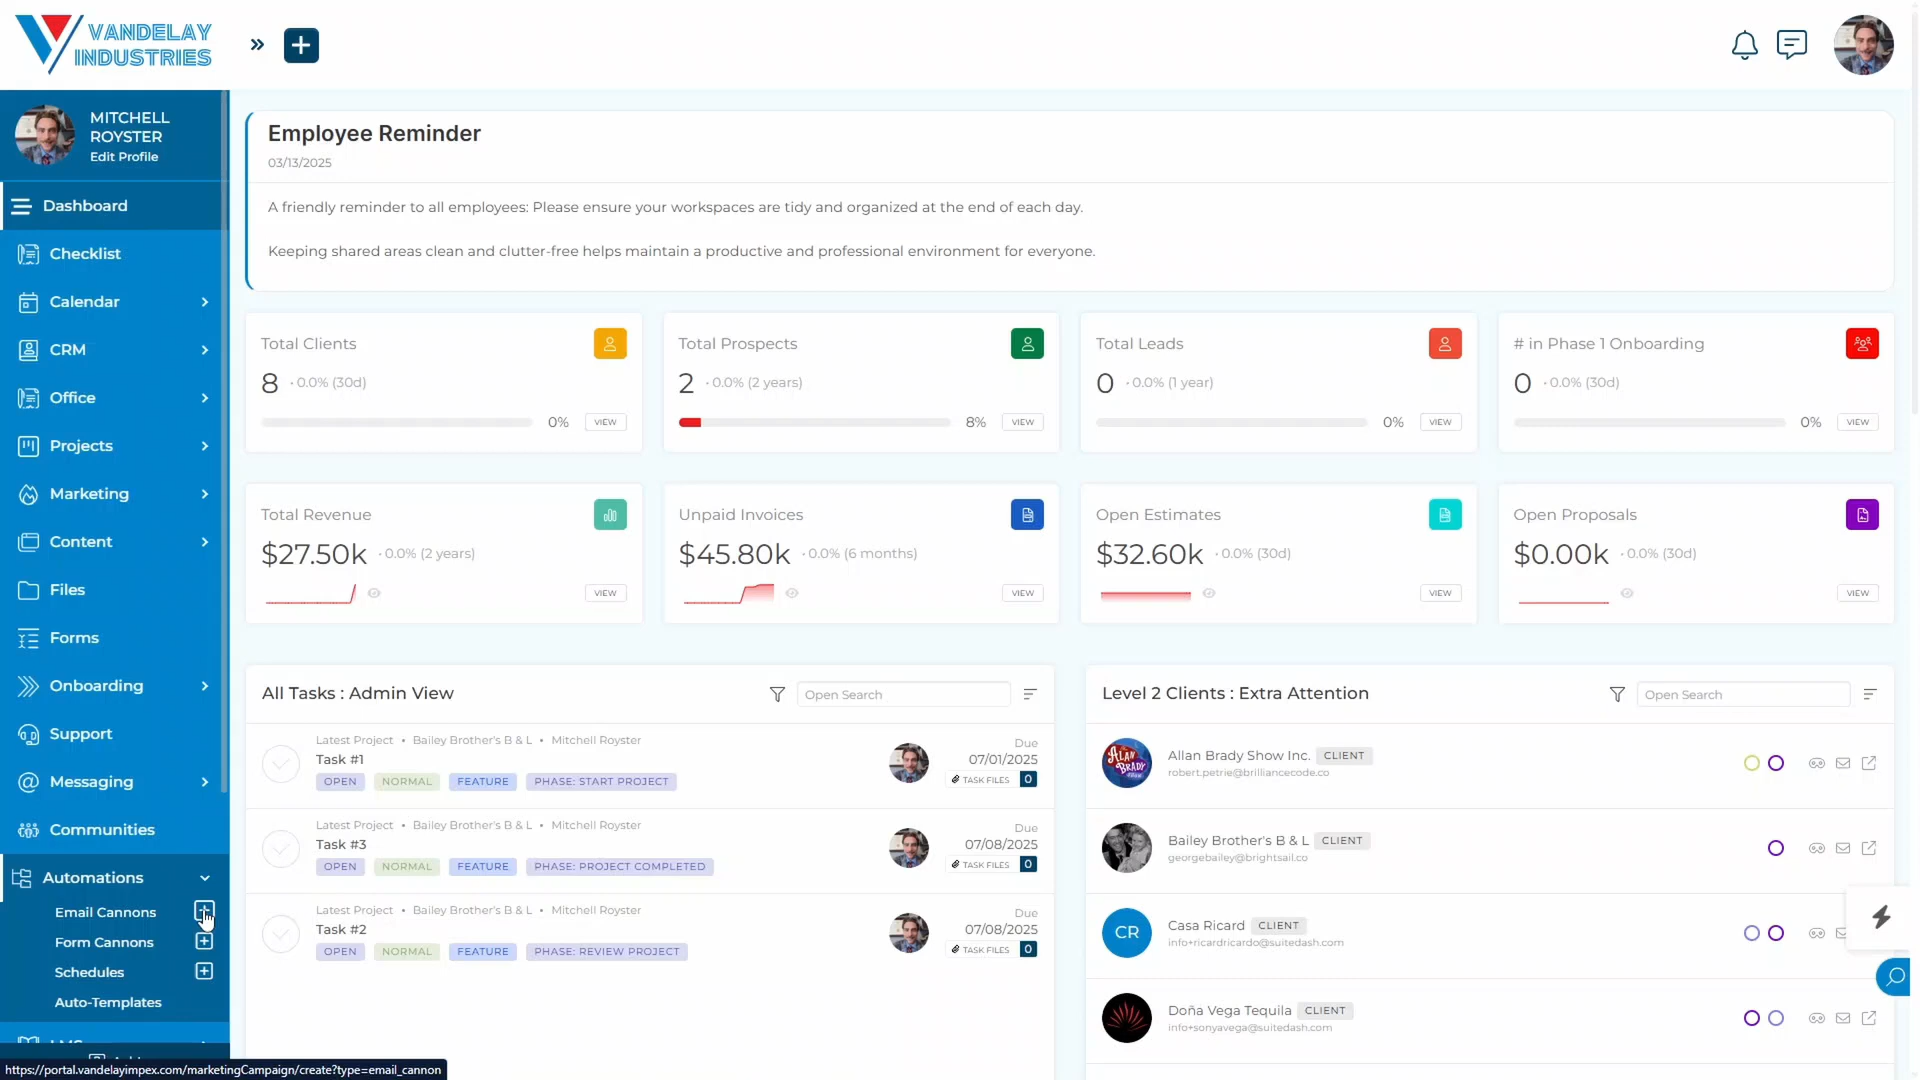 VANDELAY
INDUSTRIES
MITCHELL
ROYSTER
Edit Profile
Dashboard
Checklist
Calendar
CRM
Office
Projects
Marketing
Content
Files
Forms
Onboarding
Support
Messaging
Communities
Automations
Email Cannons
Form Cannons
Schedules
Auto-Templates
https://portal.vandelayimpex.com/marketingCampaign/create?type=email_cannon
Employee Reminder
03/13/2025
A friendly reminder to all employees: Please ensure your workspaces are tidy and organized at the end of each day.
Keeping shared areas clean and clutter-free helps maintain a productive and professional environment for everyone.
Total Clients
8 • 0.0% (30d)
0% VIEW
Total Prospects
2 • 0.0% (2 years)
8% VIEW
Total Leads
0 • 0.0% (1 year)
0% VIEW
# in Phase 1 Onboarding
0 • 0.0% (30d)
0% VIEW
Total Revenue
$27.50k • 0.0% (2 years)
VIEW
Unpaid Invoices
$45.80k • 0.0% (6 months)
VIEW
Open Estimates
$32.60k • 0.0% (30d)
VIEW
Open Proposals
$0.00k • 0.0% (30d)
VIEW
All Tasks : Admin View Open Search
Latest Project • Bailey Brother's B & L • Mitchell Royster
Task #1
OPEN NORMAL FEATURE PHASE: START PROJECT
Due
07/01/2025
TASK FILES 0
Latest Project • Bailey Brother's B & L • Mitchell Royster
Task #3
OPEN NORMAL FEATURE PHASE: PROJECT COMPLETED
Due
07/08/2025
TASK FILES 0
Latest Project • Bailey Brother's B & L • Mitchell Royster
Task #2
OPEN NORMAL FEATURE PHASE: REVIEW PROJECT
Due
07/08/2025
TASK FILES 0
Level 2 Clients : Extra Attention Open Search
ALAN
BRADY
Allan Brady Show Inc. CLIENT
robert.petrie@brilliancecode.co
Bailey Brother's B & L CLIENT
georgebailey@brightsail.co
CR
Casa Ricard CLIENT
info+ricardricardo@suitedash.com
Doña Vega Tequila CLIENT
info+sonyavega@suitedash.com